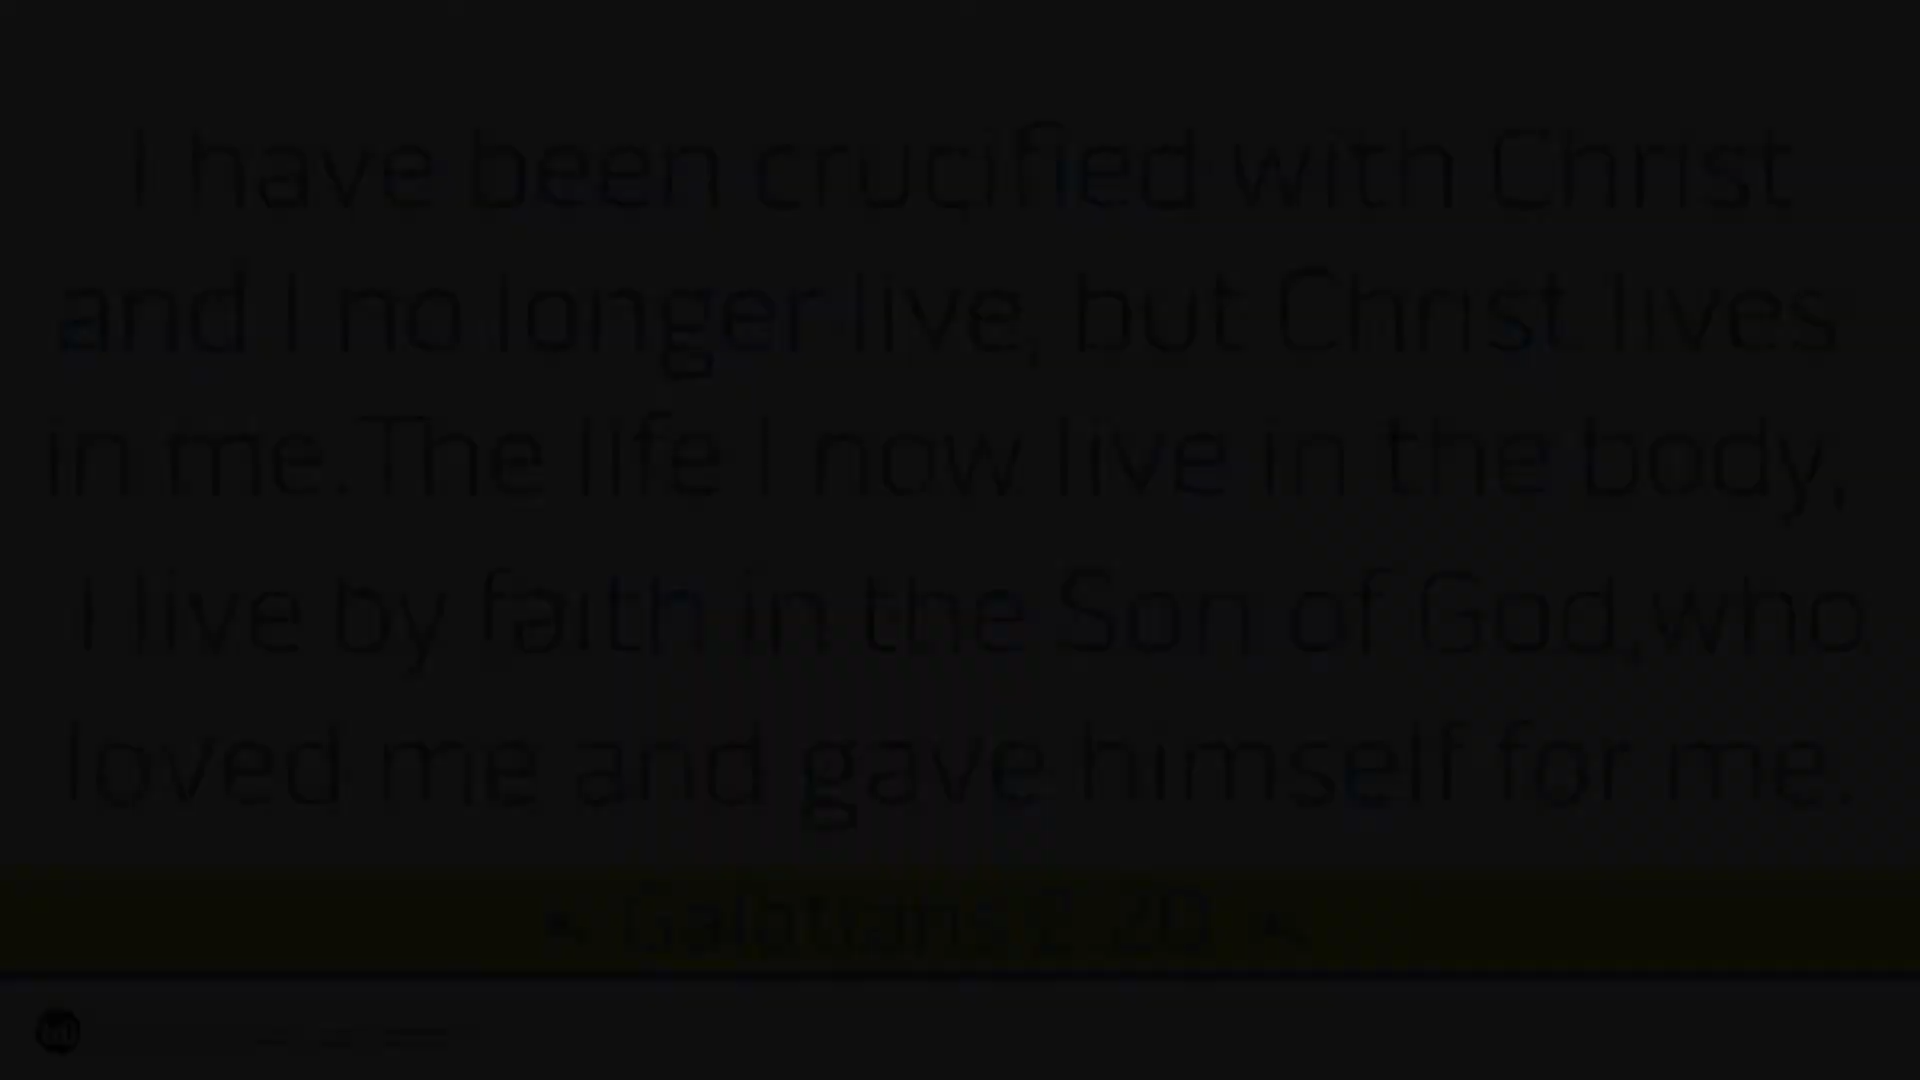 I have been crucified with Christ
and I no longer live, but Christ lives
in me.The life I now live in the body,
I live by faith in the Son of God,who
loved me and gave himself for me.
Galatians 2 20